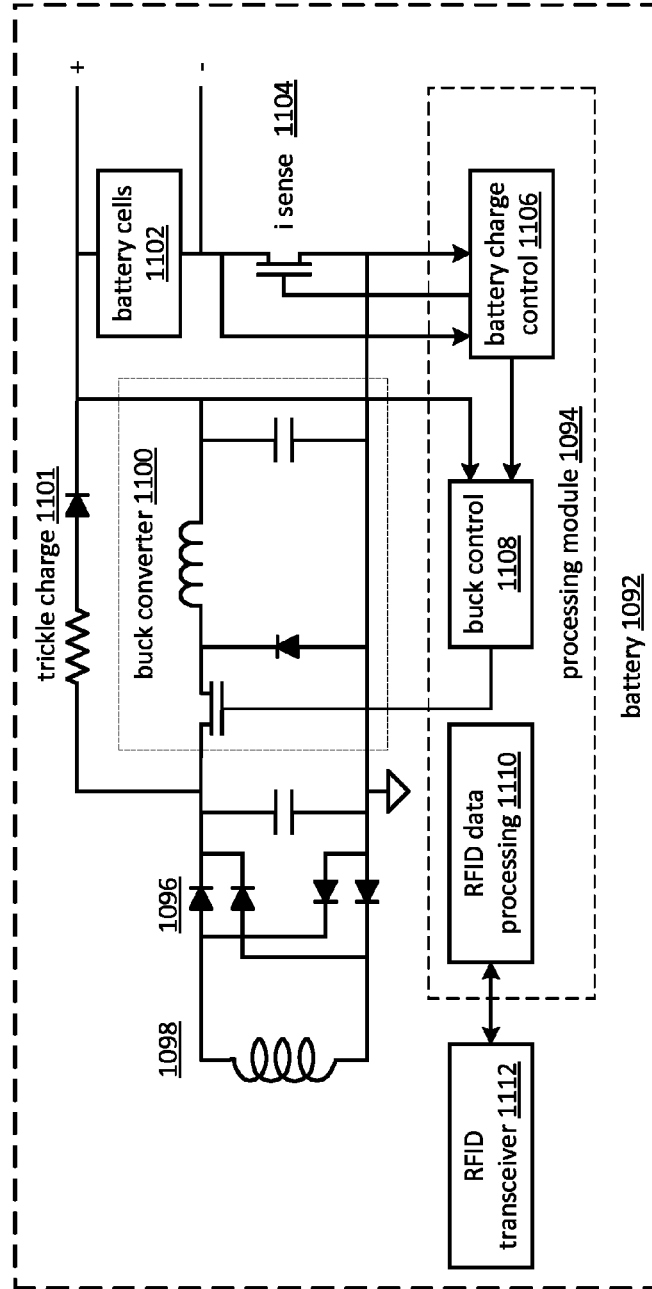 trickle charge 1101
+
-
battery cells
1102
buck converter 1100
1096
1098
i sense 1104
battery charge
control 1106
buck control
1108
RFID data
processing 1110
processing module 1094
RFID
transceiver 1112
battery 1092